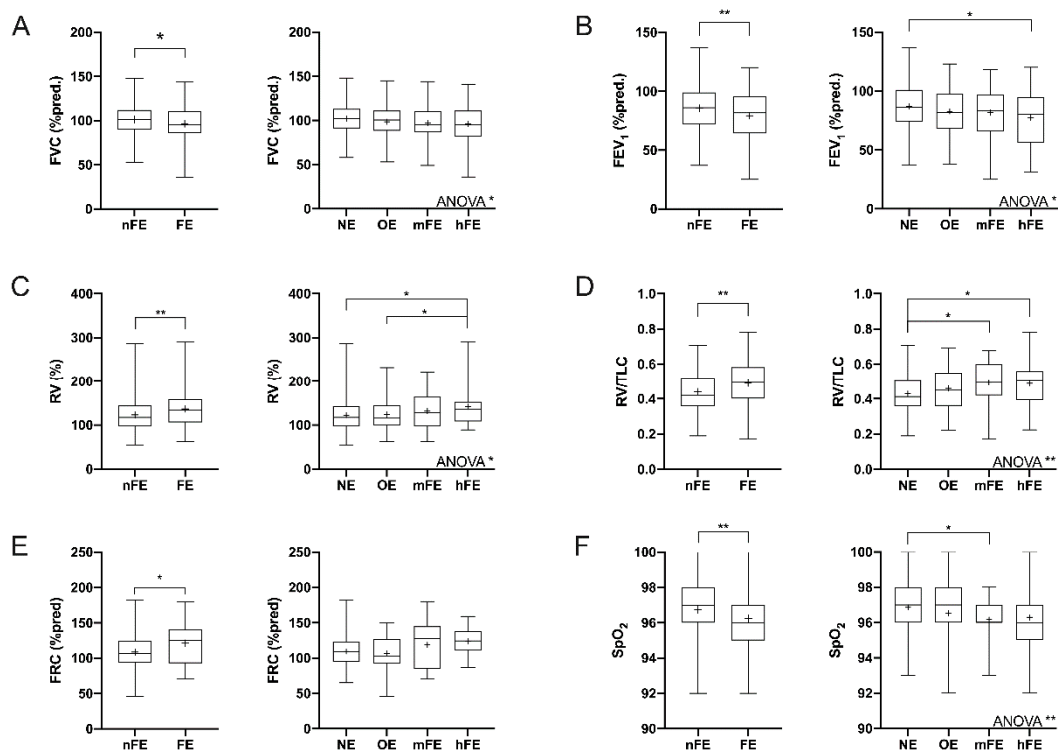 A
FVC (%pred.)
200
150
100
50
0
*
nFE FE
FVC (%pred.)
200
150
100
50
0
ANOVA *
NE OE mFE hFE
B
FEV1 (%pred.)
150
100
50
0
**
nFE FE
FEV1 (%pred.)
150
100
50
0
*
ANOVA *
NE OE mFE hFE
C
RV (%)
400
300
200
100
0
**
nFE FE
RV (%)
400
300
200
100
0
*
*
ANOVA *
NE OE mFE hFE
D
RV/TLC
1.0
0.8
0.6
0.4
0.2
0.0
**
nFE FE
RV/TLC
1.0
0.8
0.6
0.4
0.2
0.0
*
*
ANOVA **
NE OE mFE hFE
E
FRC (%pred)
250
200
150
100
50
0
*
nFE FE
FRC (%pred)
250
200
150
100
50
0
NE OE mFE hFE
F
SpO2
100
98
96
94
92
90
**
nFE FE
SpO2
100
98
96
94
92
90
*
ANOVA **
NE OE mFE hFE